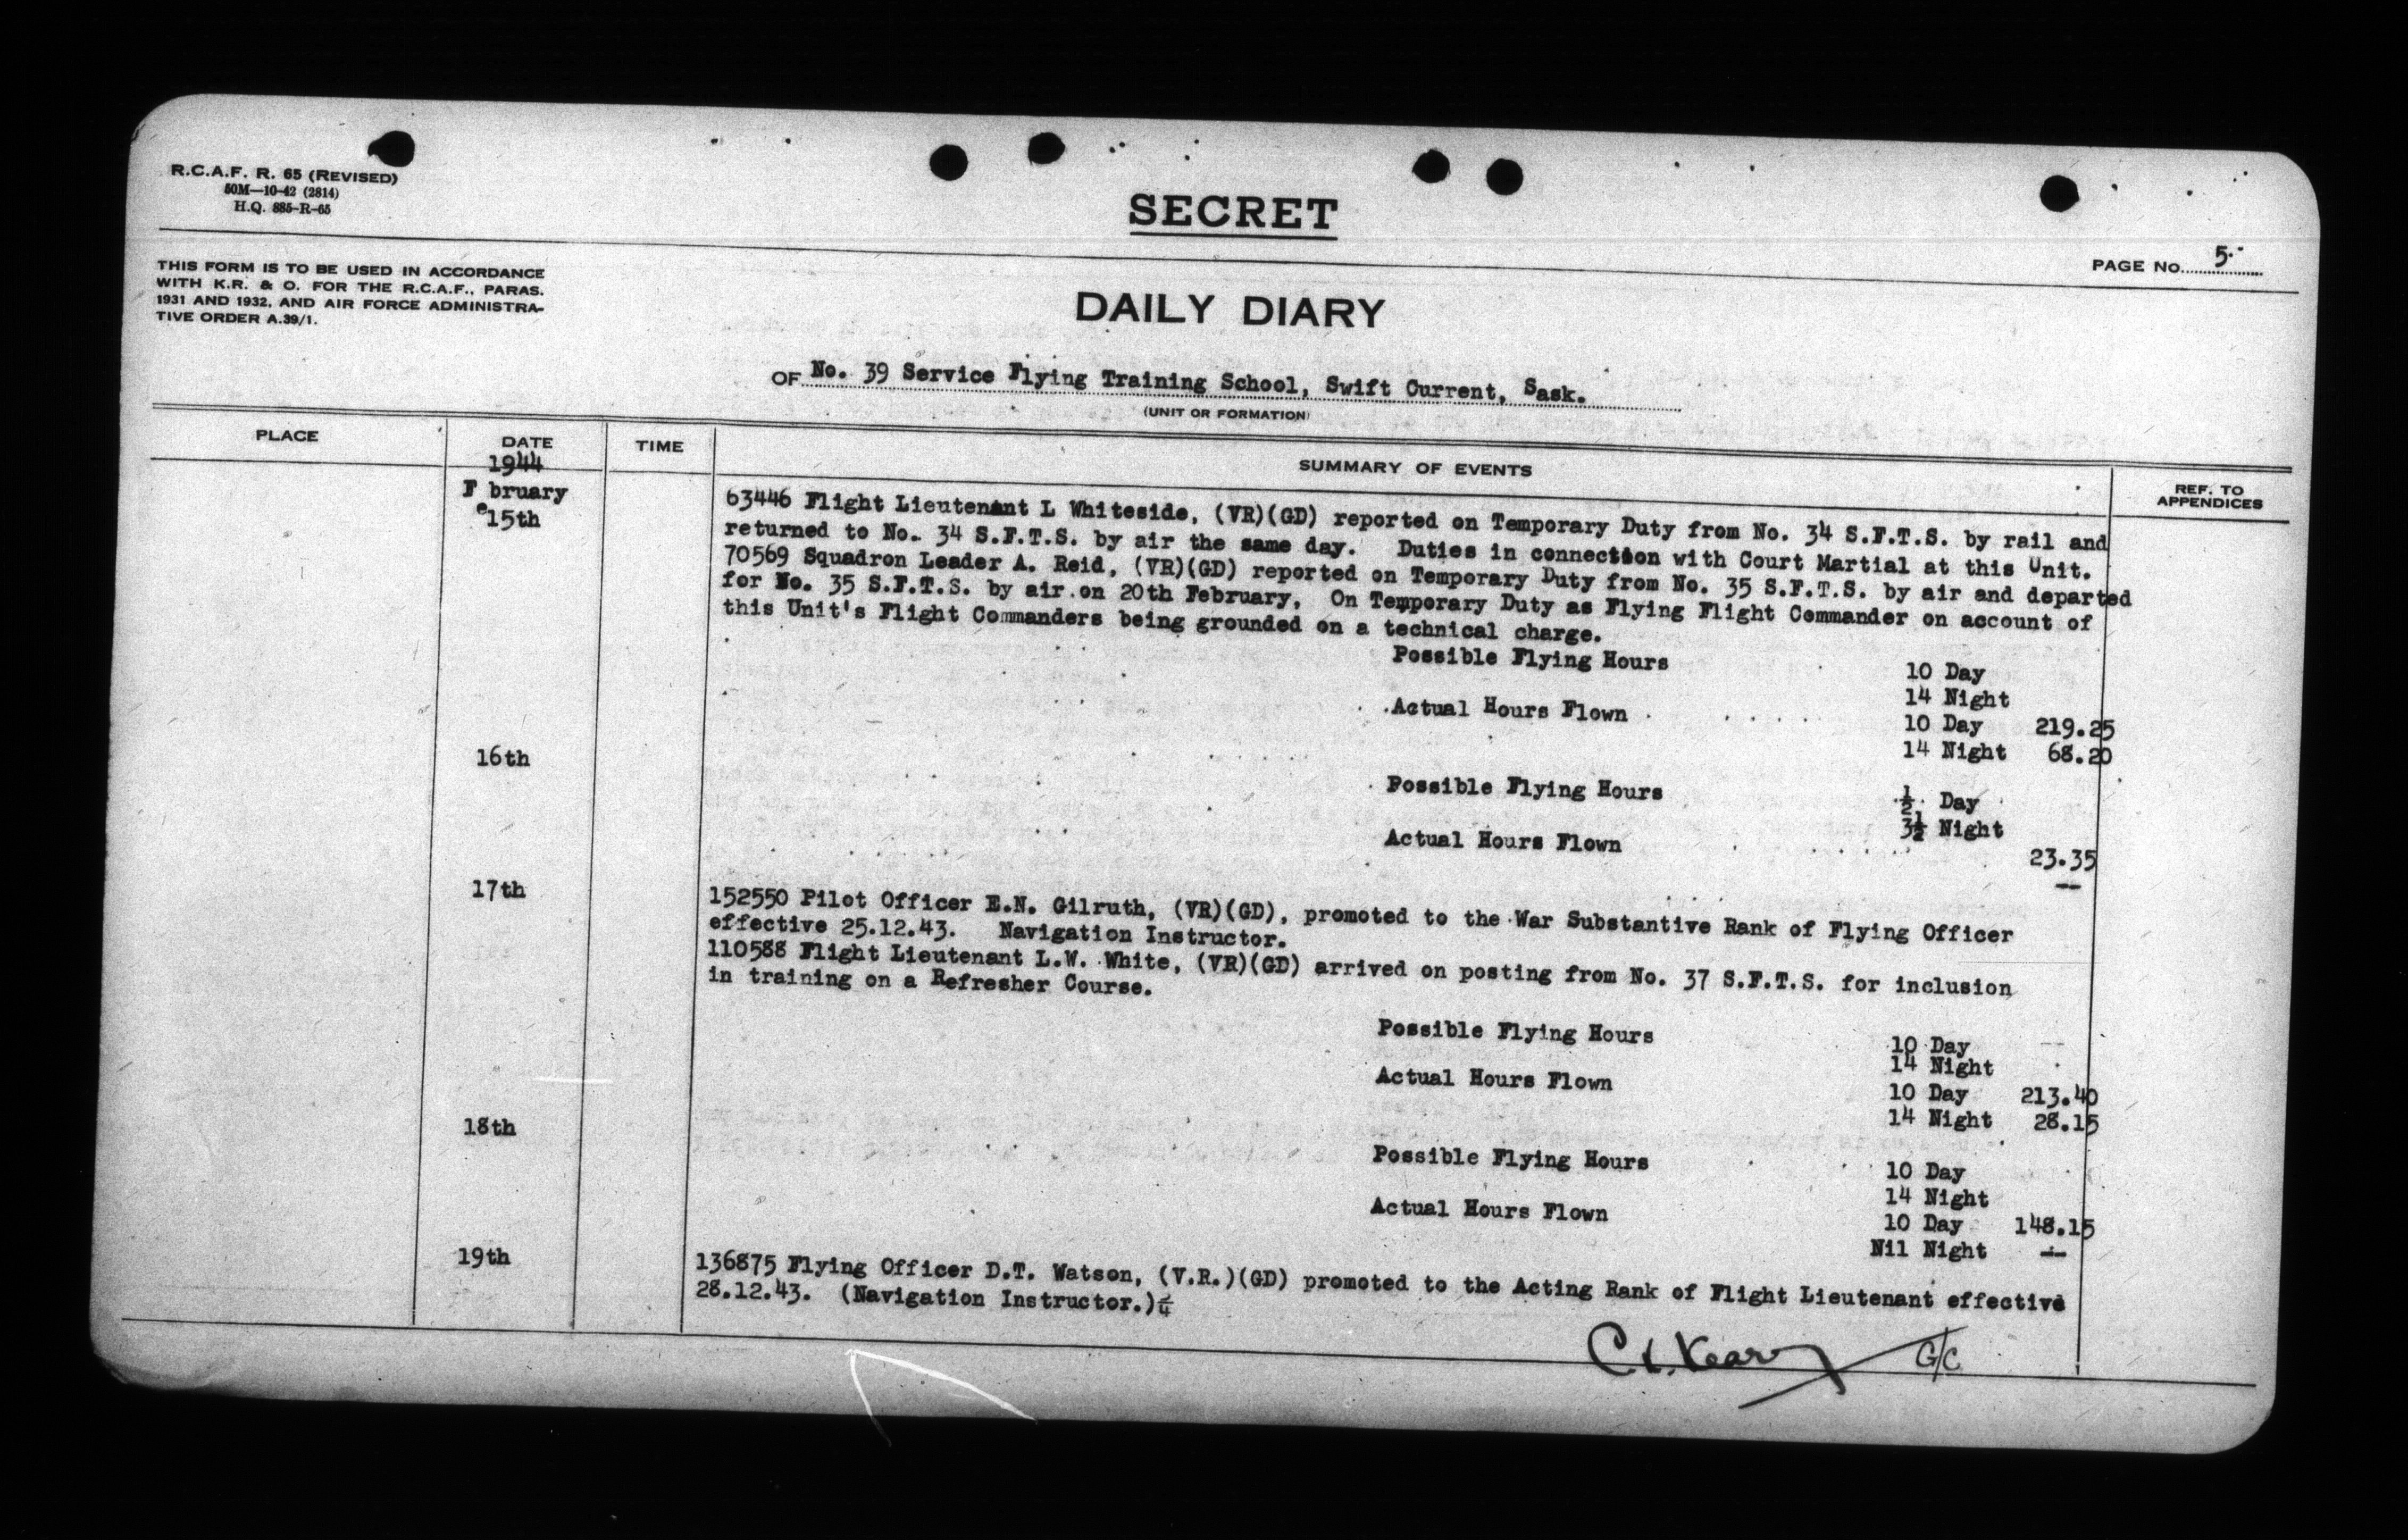 R.C.A.F. R. 65 (REVISED)
50M—10-42 (2814)
H.Q. 885-R-65
SECRET
PAGE No. 5.
THIS FORM IS TO BE USED IN ACCORDANCE
WITH K.R. & O. FOR THE R.C.A.F., PARAS.
1931 AND 1932, AND AIR FORCE ADMINISTRA-
TIVE ORDER A.39/1.
DAILY DIARY
OF No. 39 Service Flying Training School, Swift Current, Sask.
(UNIT OR FORMATION)
PLACE DATE TIME SUMMARY OF EVENTS REF. TO APPENDICES
1944
February
15th
63446 Flight Lieutenant L Whiteside, (VR)(GD) reported on Temporary Duty from No. 34 S.F.T.S. by rail and
returned to No. 34 S.F.T.S. by air the same day. Duties in connection with Court Martial at this Unit.
70569 Squadron Leader A. Reid, (VR)(GD) reported on Temporary Duty from No. 35 S.F.T.S. by air and departed
for No. 35 S.F.T.S. by air on 20th February, On Temporary Duty as Flying Flight Commander on account of
this Unit's Flight Commanders being grounded on a technical charge.
Possible Flying Hours 10 Day
14 Night
Actual Hours Flown 10 Day 219.25
14 Night 68.20
16th
Possible Flying Hours ½ Day
3½ Night
Actual Hours Flown 23.35
--
17th
152550 Pilot Officer E.N. Gilruth, (VR)(GD), promoted to the War Substantive Rank of Flying Officer
effective 25.12.43. Navigation Instructor.
110588 Flight Lieutenant L.W. White, (VR)(GD) arrived on posting from No. 37 S.F.T.S. for inclusion
in training on a Refresher Course.
Possible Flying Hours 10 Day
14 Night
Actual Hours Flown 10 Day 213.40
14 Night 28.15
18th
Possible Flying Hours 10 Day
14 Night
Actual Hours Flown 10 Day 148.15
Nil Night --
19th
136875 Flying Officer D.T. Watson, (V.R.)(GD) promoted to the Acting Rank of Flight Lieutenant effective
28.12.43. (Navigation Instructor.)
G/C